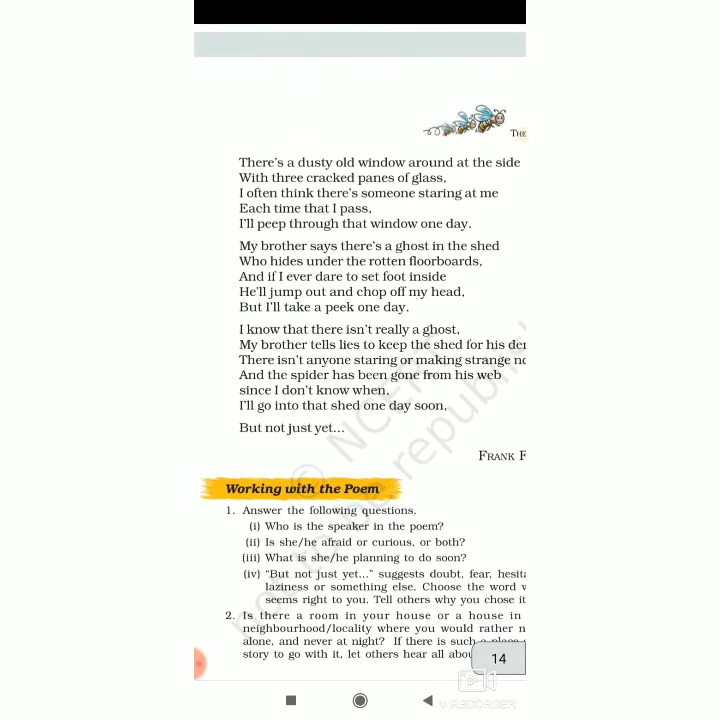 THE
There's a dusty old window around at the side
With three cracked panes of glass,
I often think there's someone staring at me
Each time that I pass,
I'll peep through that window one day.
My brother says there's a ghost in the shed
Who hides under the rotten floorboards,
And if I ever dare to set foot inside
He'll jump out and chop off my head,
But I'll take a peek one day.
I know that there isn't really a ghost,
My brother tells lies to keep the shed for his
There isn't anyone staring or making strange
And the spider has been gone from his web
since I don't know when,
I'll go into that shed one day soon,
But not just yet...
FRANK
Working with the Poem
1. Answer the following questions.
(i) Who is the speaker in the poem?
(ii) Is she/he afraid or curious, or both?
(iii) What is she/he planning to do soon?
(iv) "But not just yet..." suggests doubt, fear,
laziness or something else. Choose the word
seems right to you. Tell others why you chose it
2. Is there a room in your house or a house in
neighbourhood/locality where you would rather
alone, and never at night? If there is such a place
story to go with it, let others hear all
14
© NCERT
not to be republis
V RECORDER